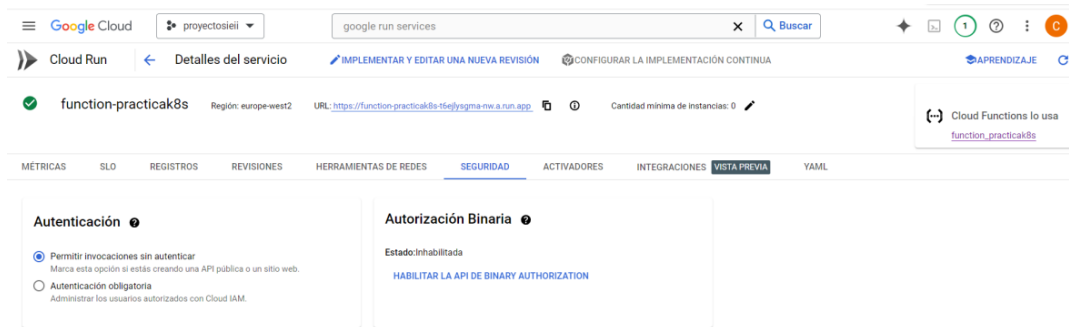 Google Cloud
proyectosieii
google run services
Buscar
1
C
Cloud Run
Detalles del servicio
IMPLEMENTAR Y EDITAR UNA NUEVA REVISIÓN
CONFIGURAR LA IMPLEMENTACIÓN CONTINUA
APRENDIZAJE
function-practicak8s
Región: europe-west2
URL: https://function-practicak8s-t6ejlysgma-nw.a.run.app
Cantidad mínima de instancias: 0
Cloud Functions lo usa
function_practicak8s
MÉTRICAS
SLO
REGISTROS
REVISIONES
HERRAMIENTAS DE REDES
SEGURIDAD
ACTIVADORES
INTEGRACIONES
VISTA PREVIA
YAML
Autenticación
Permitir invocaciones sin autenticar
Marca esta opción si estás creando una API pública o un sitio web.
Autenticación obligatoria
Administrar los usuarios autorizados con Cloud IAM.
Autorización Binaria
Estado:Inhabilitada
HABILITAR LA API DE BINARY AUTHORIZATION